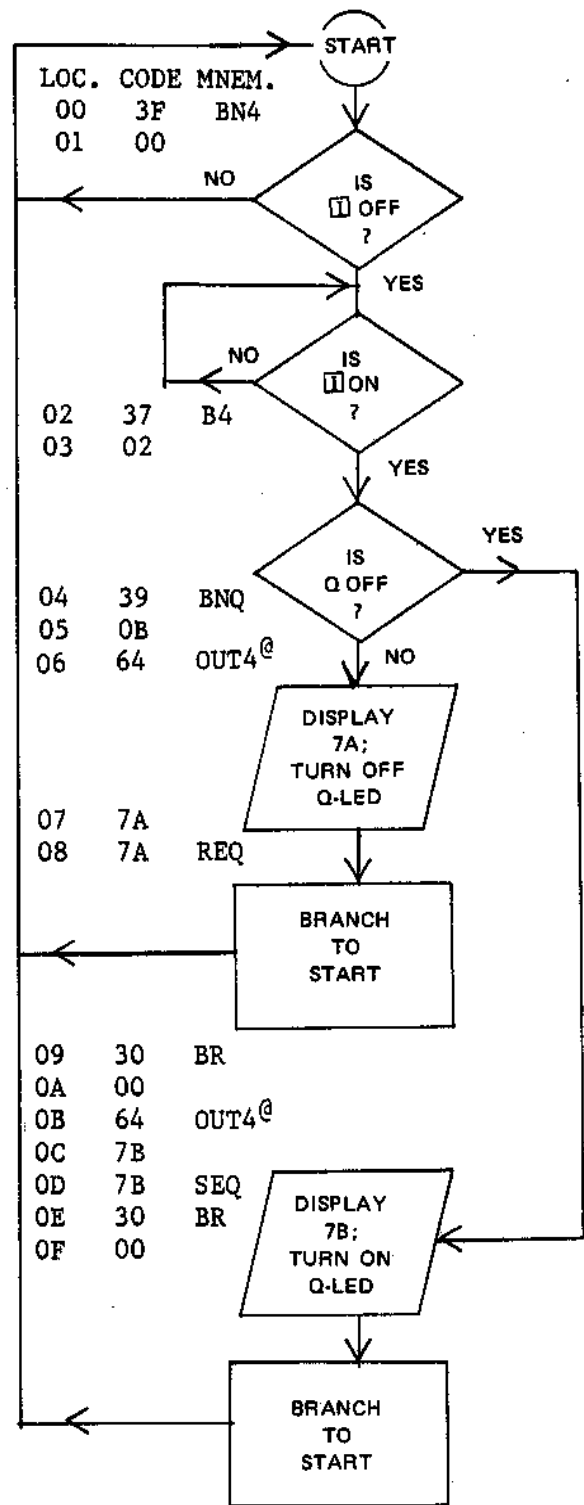 START
LOC. CODE MNEM.
00 3F BN4
01 00
NO
IS
I OFF
?
YES
NO
IS
I ON
?
02 37 B4
03 02
YES
IS
Q OFF
?
YES
04 39 BNQ
05 0B
06 64 OUT4@
NO
DISPLAY
7A;
TURN OFF
Q-LED
07 7A
08 7A REQ
BRANCH
TO
START
09 30 BR
0A 00
0B 64 OUT4@
0C 7B
0D 7B SEQ
0E 30 BR
0F 00
DISPLAY
7B;
TURN ON
Q-LED
BRANCH
TO
START